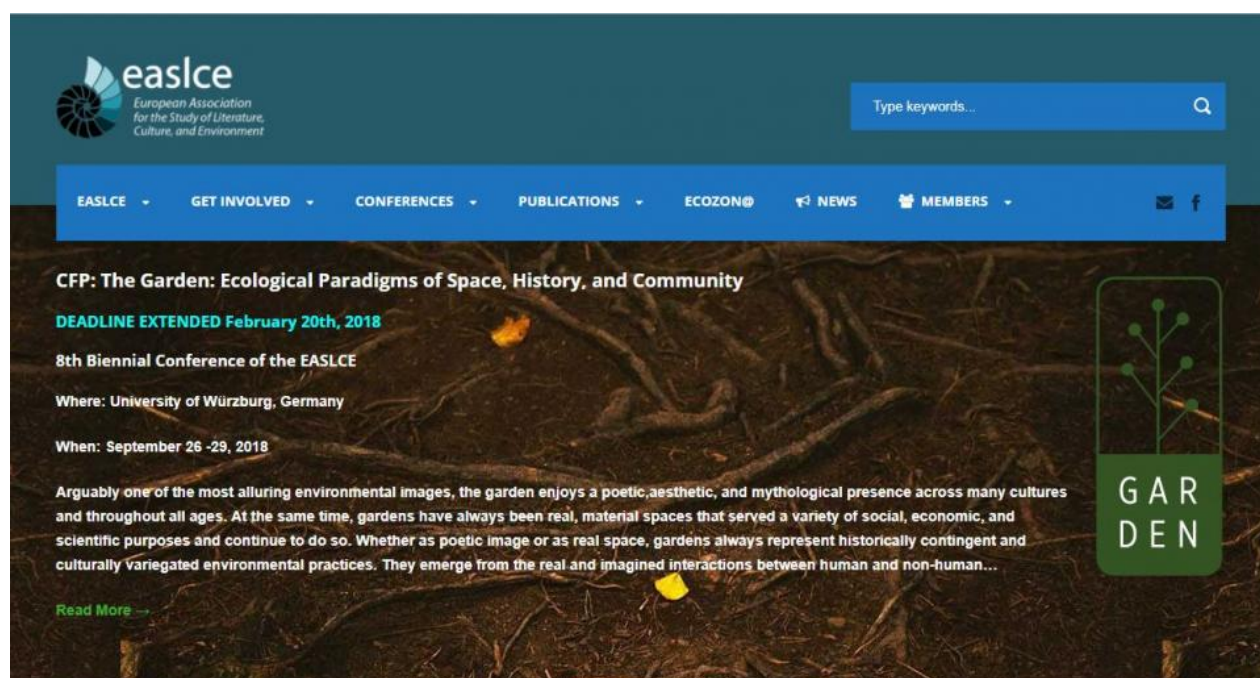 easlce
European Association
for the Study of Literature,
Culture, and Environment
Type keywords...
EASLCE
GET INVOLVED
CONFERENCES
PUBLICATIONS
ECOZON@
NEWS
MEMBERS
CFP: The Garden: Ecological Paradigms of Space, History, and Community
DEADLINE EXTENDED February 20th, 2018
8th Biennial Conference of the EASLCE
Where: University of Würzburg, Germany
When: September 26 -29, 2018
Arguably one of the most alluring environmental images, the garden enjoys a poetic,aesthetic, and mythological presence across many cultures
and throughout all ages. At the same time, gardens have always been real, material spaces that served a variety of social, economic, and
scientific purposes and continue to do so. Whether as poetic image or as real space, gardens always represent historically contingent and
culturally variegated environmental practices. They emerge from the real and imagined interactions between human and non-human…
Read More →
GAR
DEN